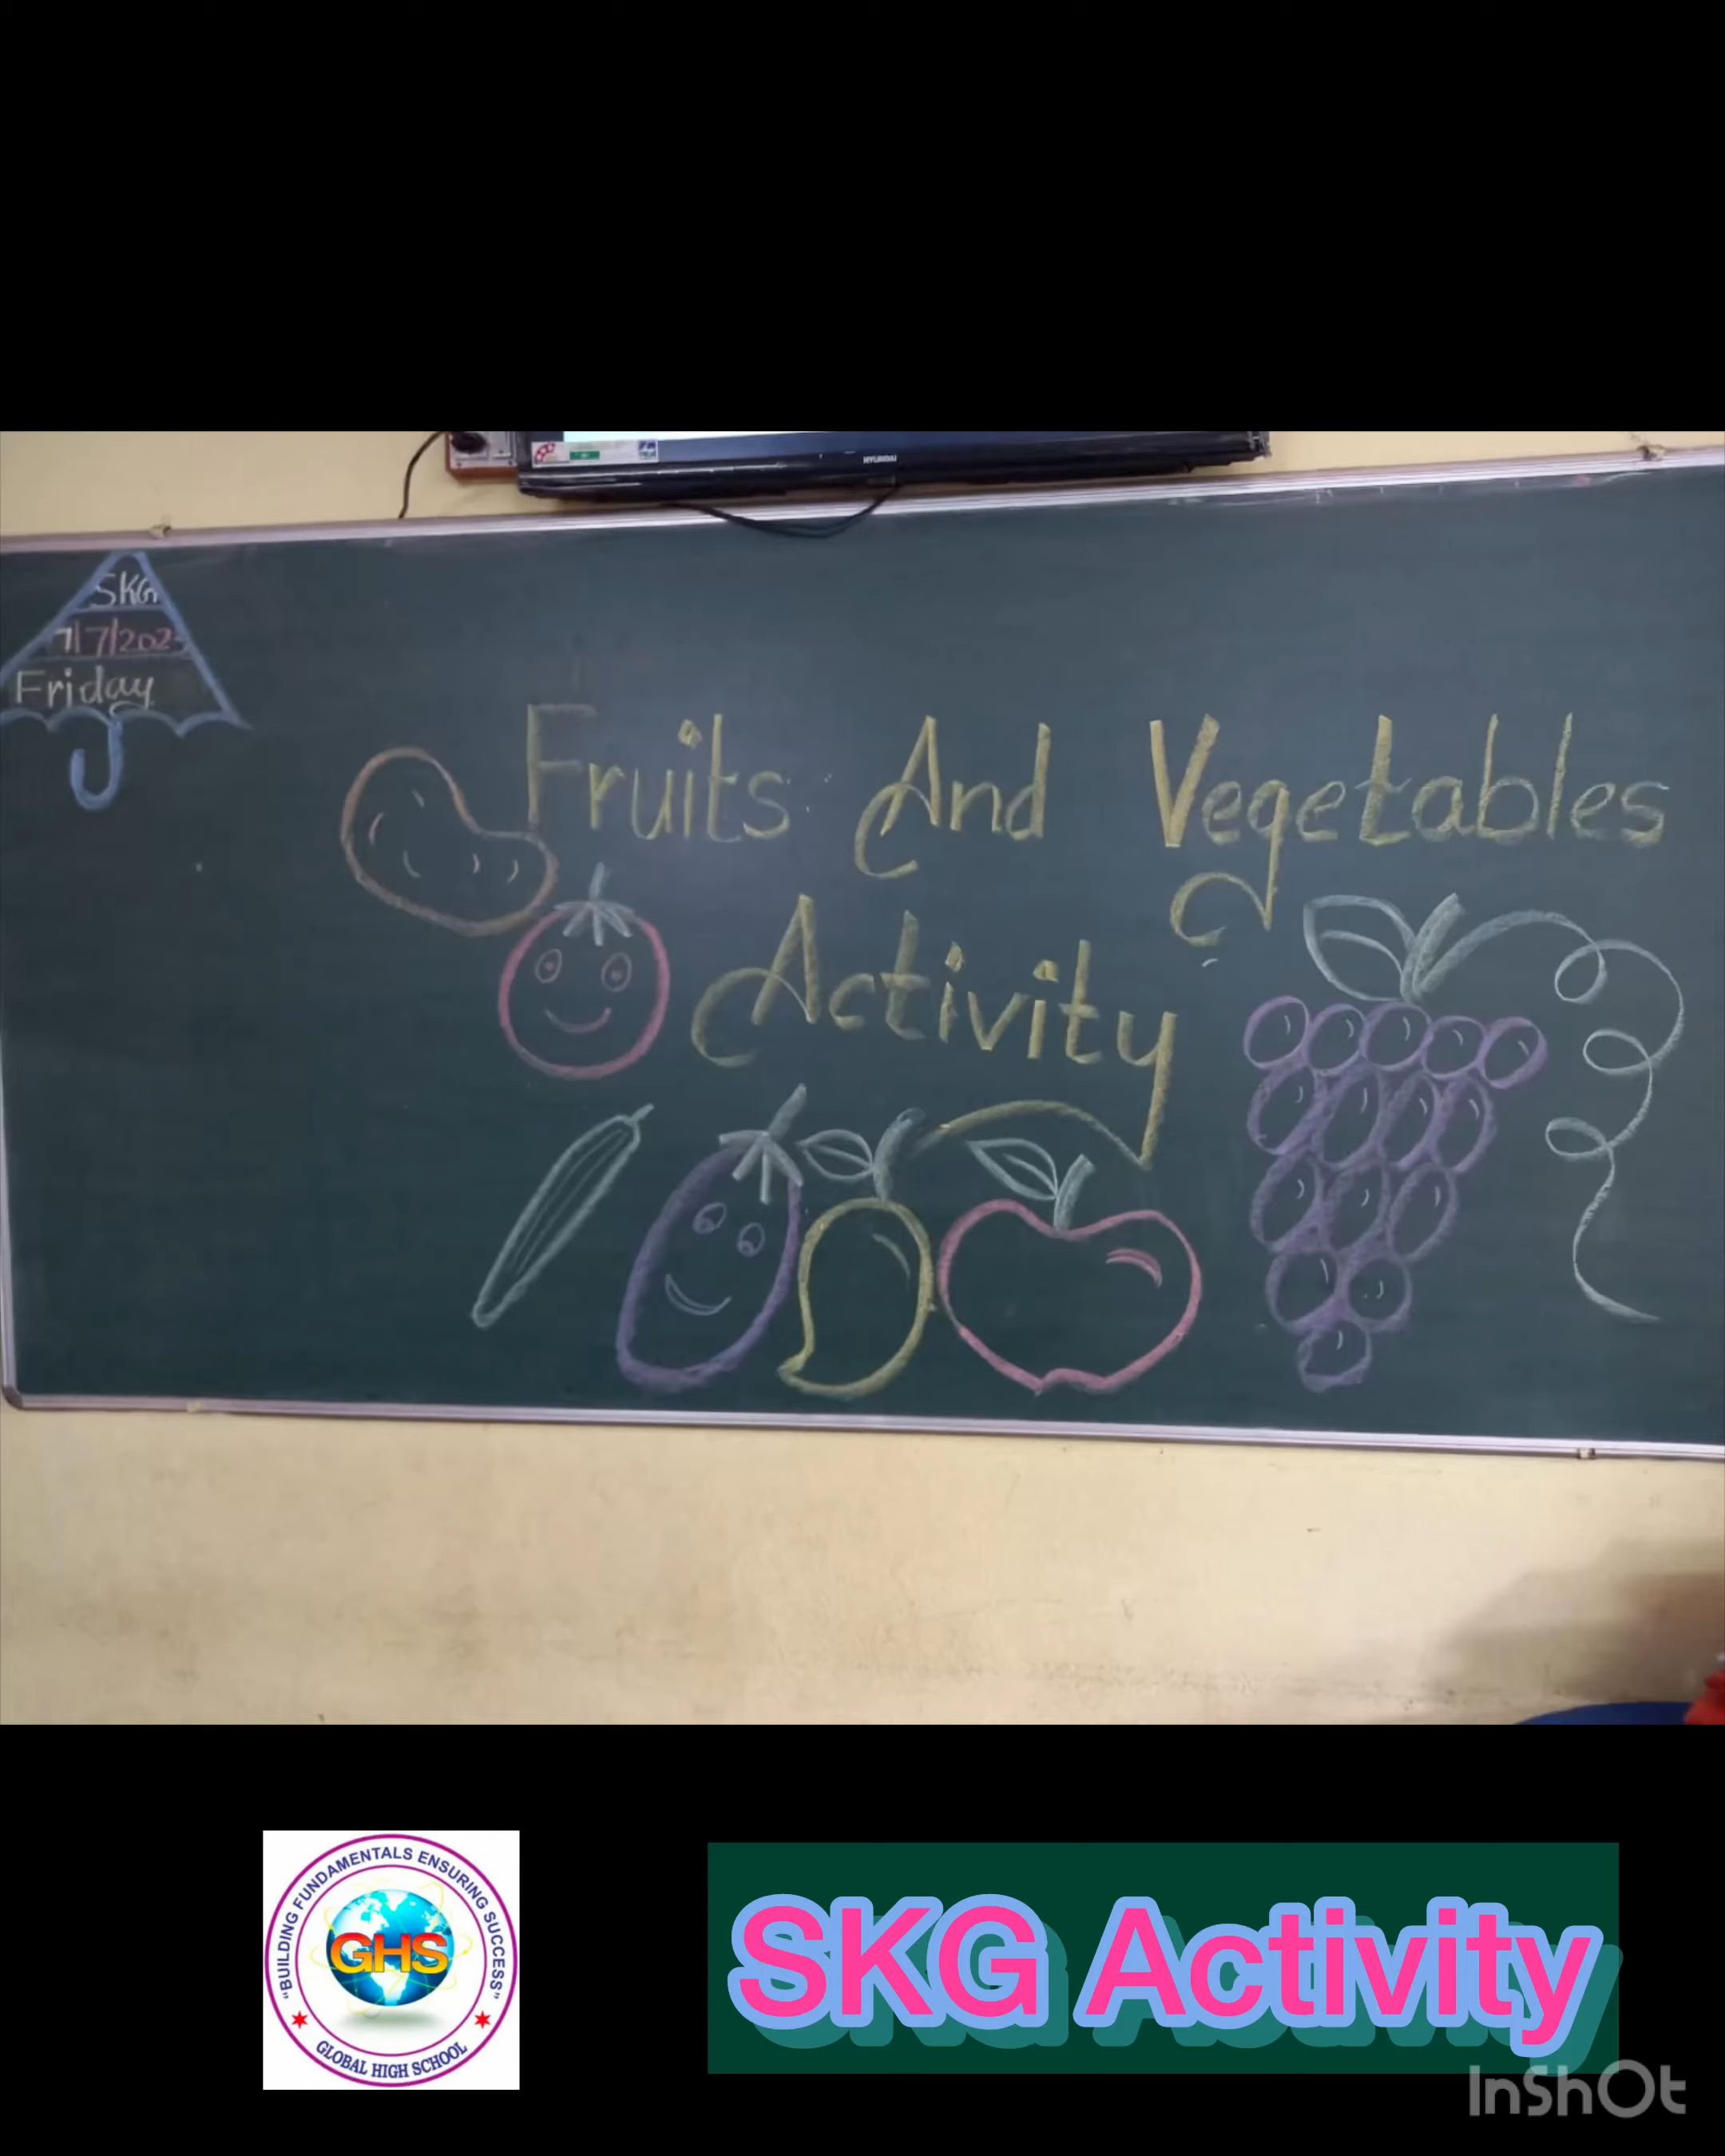 HYUNDAI
SKG
7/7/2023
Friday
Fruits And Vegetables
Activity
"BUILDING FUNDAMENTALS ENSURING SUCCESS"
GHS
GLOBAL HIGH SCHOOL
SKG Activity
InShOt